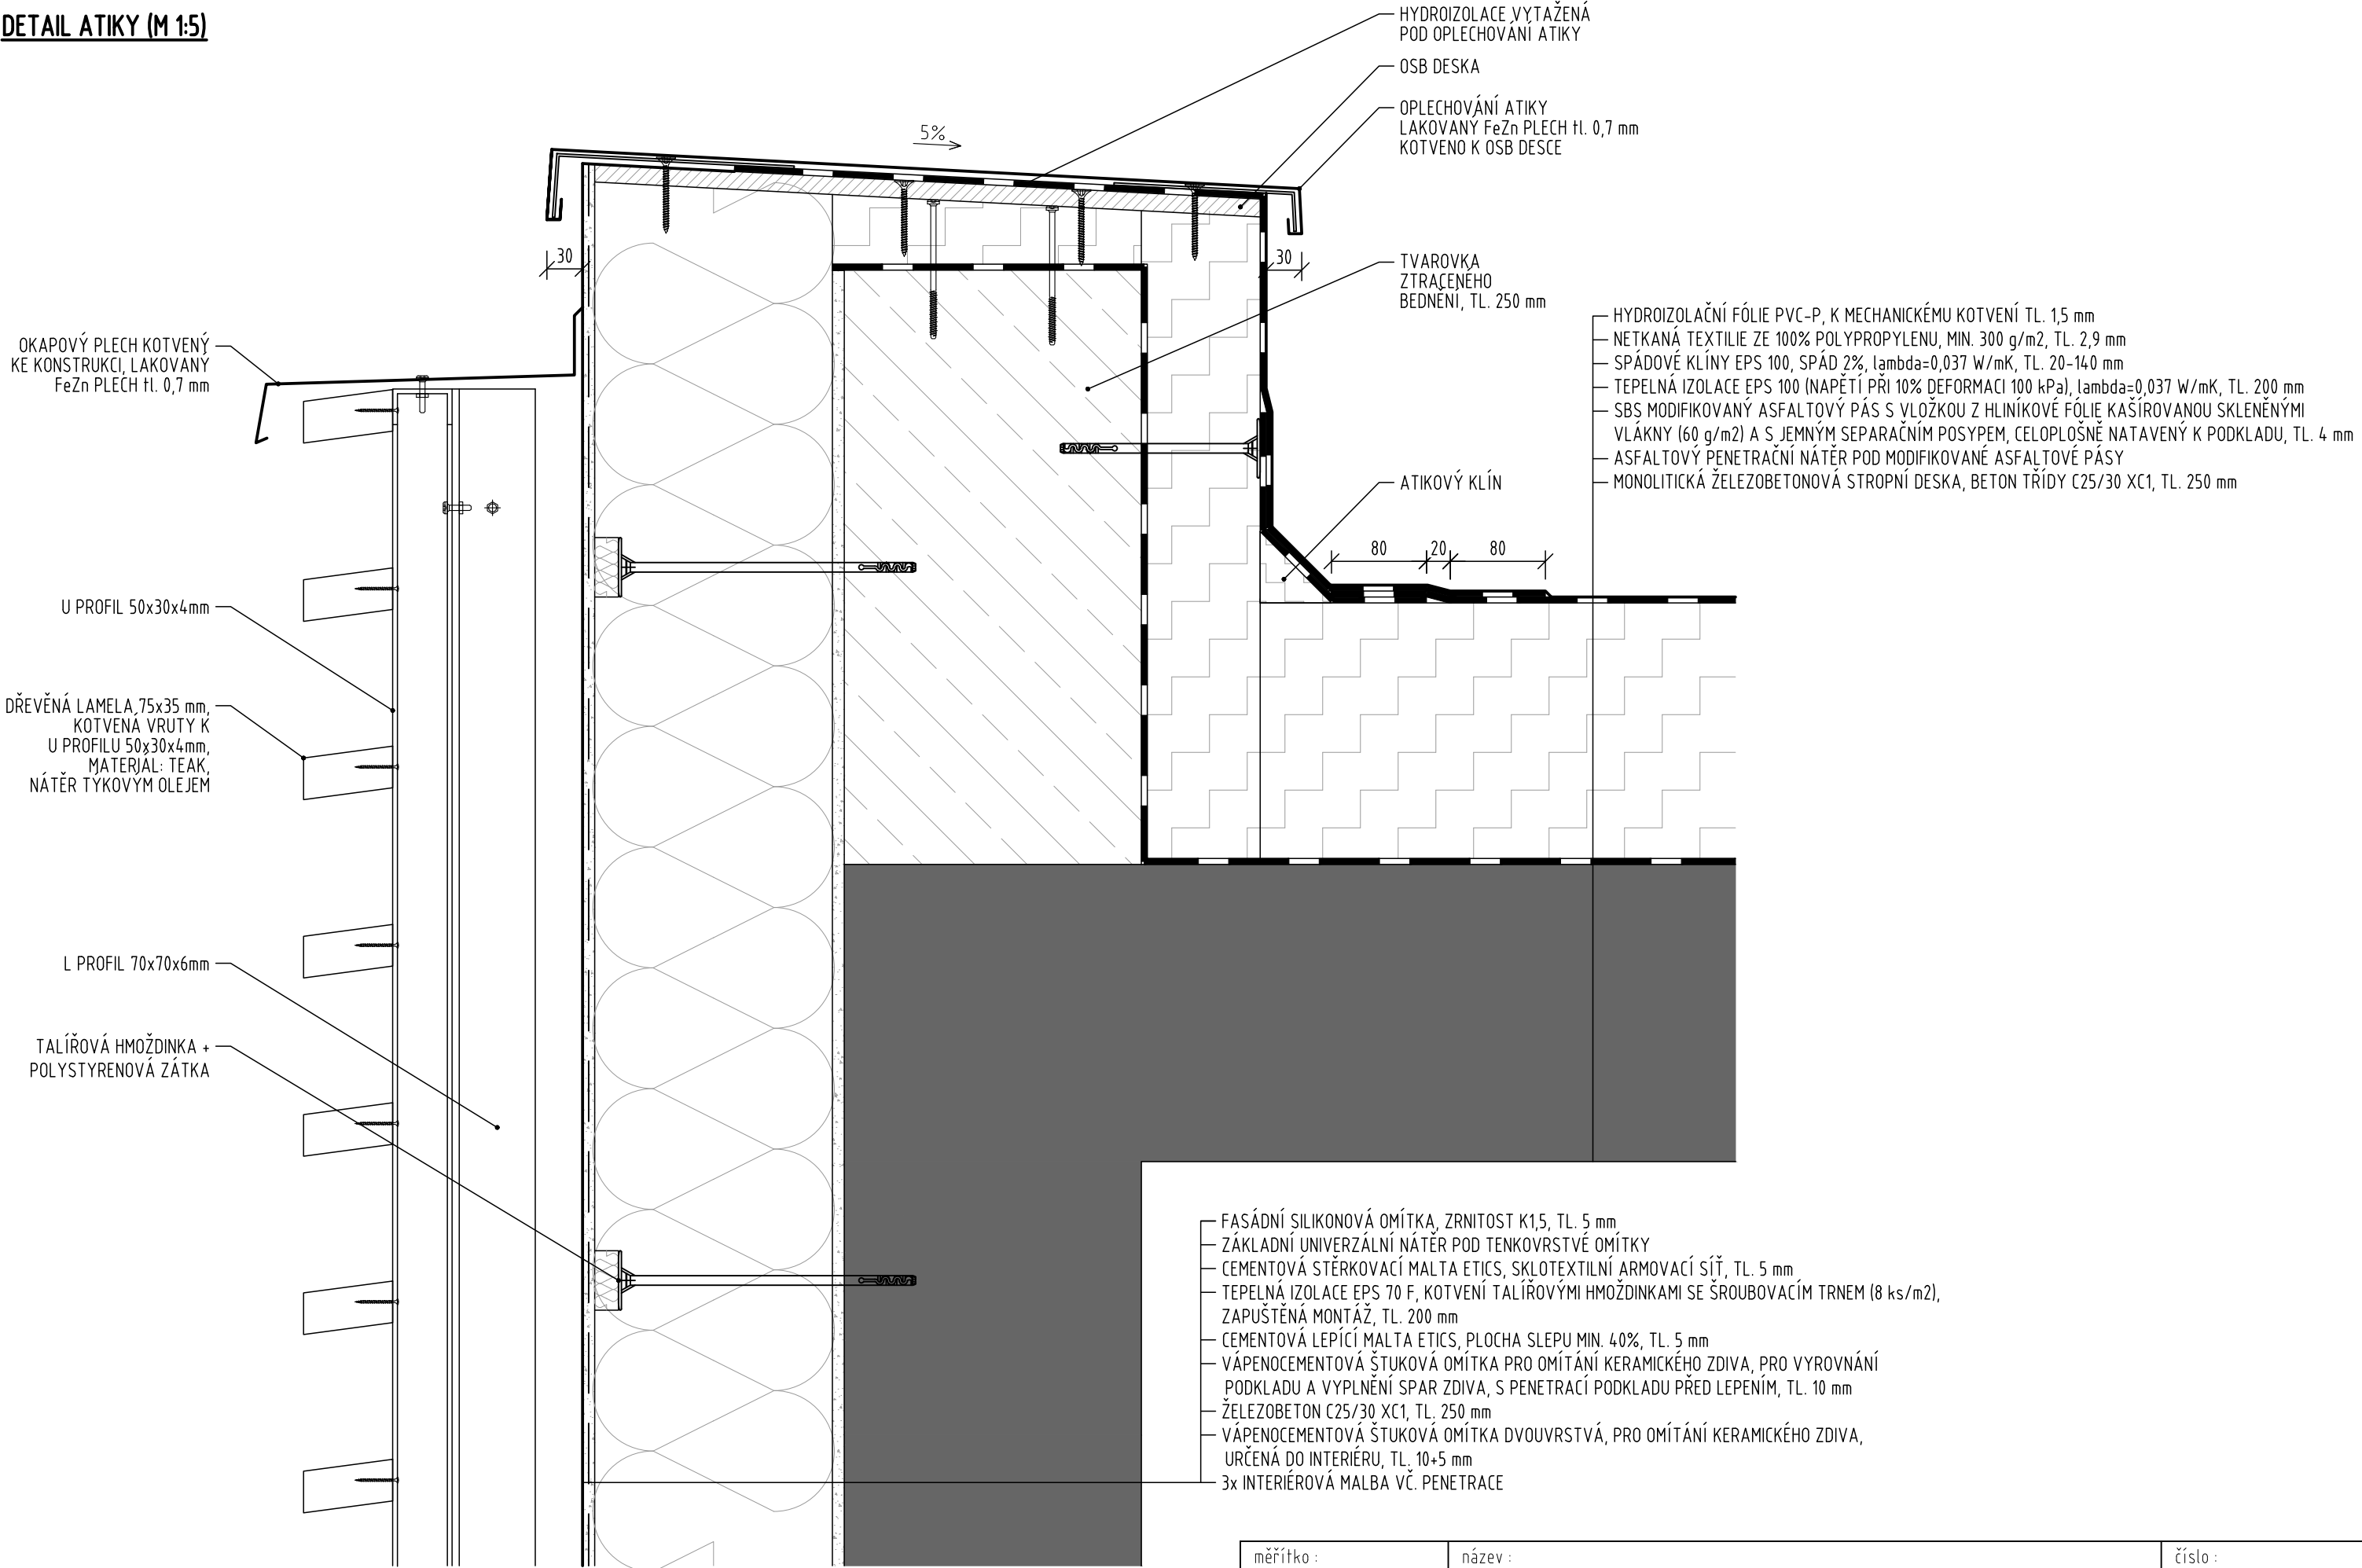 DETAIL ATIKY (M 1:5)
HYDROIZOLACE VYTAŽENÁ
POD OPLECHOVÁNÍ ATIKY
OSB DESKA
OPLECHOVÁNÍ ATIKY
LAKOVANÝ FeZn PLECH tl. 0,7 mm
KOTVENO K OSB DESCE
5%
30
30
TVAROVKA
ZTRACENÉHO
BEDNĚNÍ, TL. 250 mm
ATIKOVÝ KLÍN
80
20
80
HYDROIZOLAČNÍ FÓLIE PVC-P, K MECHANICKÉMU KOTVENÍ TL. 1,5 mm
NETKANÁ TEXTILIE ZE 100% POLYPROPYLENU, MIN. 300 g/m2, TL. 2,9 mm
SPÁDOVÉ KLÍNY EPS 100, SPÁD 2%, lambda=0,037 W/mK, TL. 20-140 mm
TEPELNÁ IZOLACE EPS 100 (NAPĚTÍ PŘI 10% DEFORMACI 100 kPa), lambda=0,037 W/mK, TL. 200 mm
SBS MODIFIKOVANÝ ASFALTOVÝ PÁS S VLOŽKOU Z HLINÍKOVÉ FÓLIE KAŠÍROVANOU SKLENĚNÝMI
VLÁKNY (60 g/m2) A S JEMNÝM SEPARAČNÍM POSYPEM, CELOPLOŠNĚ NATAVENÝ K PODKLADU, TL. 4 mm
ASFALTOVÝ PENETRAČNÍ NÁTĚR POD MODIFIKOVANÉ ASFALTOVÉ PÁSY
MONOLITICKÁ ŽELEZOBETONOVÁ STROPNÍ DESKA, BETON TŘÍDY C25/30 XC1, TL. 250 mm
OKAPOVÝ PLECH KOTVENÝ
KE KONSTRUKCI, LAKOVANÝ
FeZn PLECH tl. 0,7 mm
U PROFIL 50x30x4mm
DŘEVĚNÁ LAMELA 75x35 mm,
KOTVENÁ VRUTY K
U PROFILU 50x30x4mm,
MATERIÁL: TEAK,
NÁTĚR TÝKOVÝM OLEJEM
L PROFIL 70x70x6mm
TALÍŘOVÁ HMOŽDINKA +
POLYSTYRENOVÁ ZÁTKA
FASÁDNÍ SILIKONOVÁ OMÍTKA, ZRNITOST K1,5, TL. 5 mm
ZÁKLADNÍ UNIVERZÁLNÍ NÁTĚR POD TENKOVRSTVÉ OMÍTKY
CEMENTOVÁ STĚRKOVACÍ MALTA ETICS, SKLOTEXTILNÍ ARMOVACÍ SÍŤ, TL. 5 mm
TEPELNÁ IZOLACE EPS 70 F, KOTVENÍ TALÍŘOVÝMI HMOŽDINKAMI SE ŠROUBOVACÍM TRNEM (8 ks/m2),
ZAPUŠTĚNÁ MONTÁŽ, TL. 200 mm
CEMENTOVÁ LEPÍCÍ MALTA ETICS, PLOCHA SLEPU MIN. 40%, TL. 5 mm
VÁPENOCEMENTOVÁ ŠTUKOVÁ OMÍTKA PRO OMÍTÁNÍ KERAMICKÉHO ZDIVA, PRO VYROVNÁNÍ
PODKLADU A VYPLNĚNÍ SPAR ZDIVA, S PENETRACÍ PODKLADU PŘED LEPENÍM, TL. 10 mm
ŽELEZOBETON C25/30 XC1, TL. 250 mm
VÁPENOCEMENTOVÁ ŠTUKOVÁ OMÍTKA DVOUVRSTVÁ, PRO OMÍTÁNÍ KERAMICKÉHO ZDIVA,
URČENÁ DO INTERIÉRU, TL. 10+5 mm
3x INTERIÉROVÁ MALBA VČ. PENETRACE
měřítko :
název :
číslo :